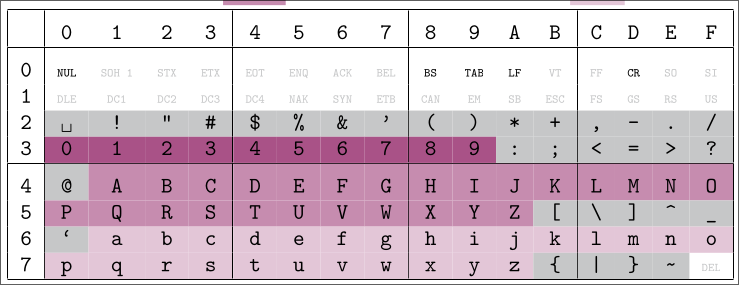 0 1 2 3 4 5 6 7 8 9 A B C D E F
0 NUL SOH 1 STX ETX EOT ENQ ACK BEL BS TAB LF VT FF CR SO SI
1 DLE DC1 DC2 DC3 DC4 NAK SYN ETB CAN EM SB ESC FS GS RS US
2 ␣ ! " # $ % & ’ ( ) * + , - . /
3 0 1 2 3 4 5 6 7 8 9 : ; < = > ?
4 @ A B C D E F G H I J K L M N O
5 P Q R S T U V W X Y Z [ \ ] ^ _
6 ‘ a b c d e f g h i j k l m n o
7 p q r s t u v w x y z { | } ~ DEL